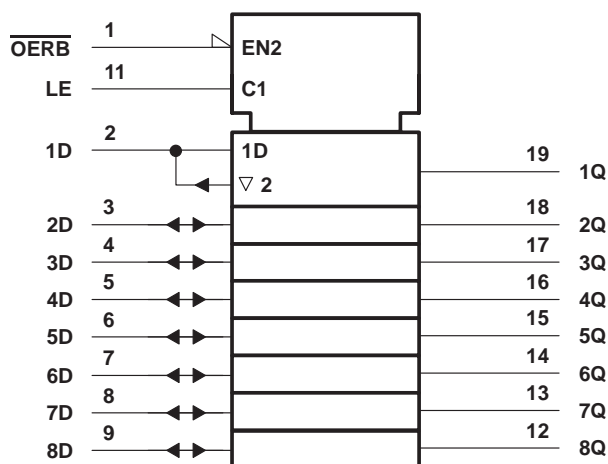 OERB 1 EN2
LE 11 C1
1D 2 1D 19 1Q
▽ 2
2D 3 18 2Q
3D 4 17 3Q
4D 5 16 4Q
5D 6 15 5Q
6D 7 14 6Q
7D 8 13 7Q
8D 9 12 8Q